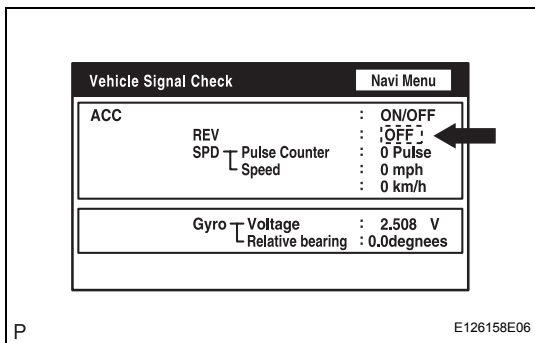 Vehicle Signal Check Navi Menu
ACC : ON/OFF
REV : OFF
SPD Pulse Counter : 0 Pulse
Speed : 0 mph
: 0 km/h
Gyro Voltage : 2.508 V
Relative bearing : 0.0degnees
P E126158E06